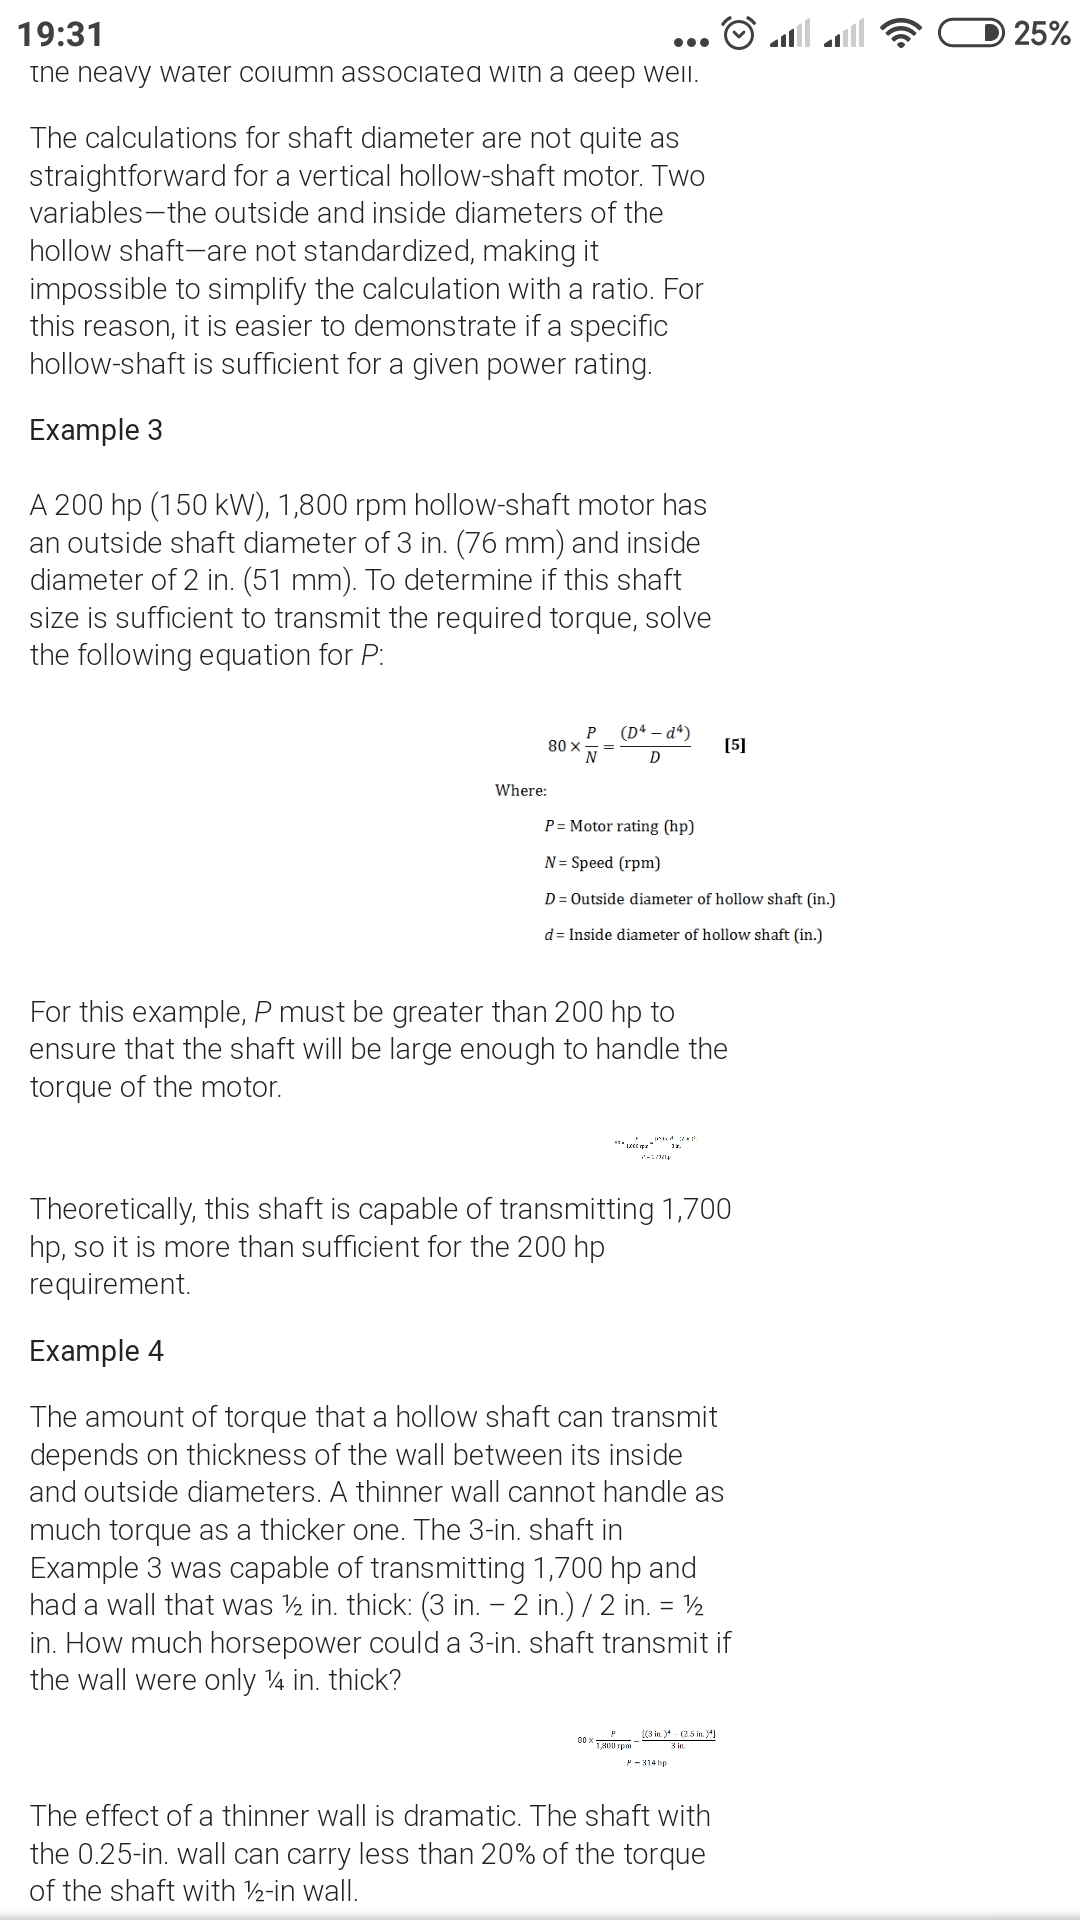 19:31
25%
the heavy water column associated with a deep well.
The calculations for shaft diameter are not quite as
straightforward for a vertical hollow-shaft motor. Two
variables—the outside and inside diameters of the
hollow shaft—are not standardized, making it
impossible to simplify the calculation with a ratio. For
this reason, it is easier to demonstrate if a specific
hollow-shaft is sufficient for a given power rating.
Example 3
A 200 hp (150 kW), 1,800 rpm hollow-shaft motor has
an outside shaft diameter of 3 in. (76 mm) and inside
diameter of 2 in. (51 mm). To determine if this shaft
size is sufficient to transmit the required torque, solve
the following equation for P:
80 × P/N = (D⁴ – d⁴)/D [5]
Where:
P = Motor rating (hp)
N = Speed (rpm)
D = Outside diameter of hollow shaft (in.)
d = Inside diameter of hollow shaft (in.)
For this example, P must be greater than 200 hp to
ensure that the shaft will be large enough to handle the
torque of the motor.
Theoretically, this shaft is capable of transmitting 1,700
hp, so it is more than sufficient for the 200 hp
requirement.
Example 4
The amount of torque that a hollow shaft can transmit
depends on thickness of the wall between its inside
and outside diameters. A thinner wall cannot handle as
much torque as a thicker one. The 3-in. shaft in
Example 3 was capable of transmitting 1,700 hp and
had a wall that was ½ in. thick: (3 in. – 2 in.) / 2 in. = ½
in. How much horsepower could a 3-in. shaft transmit if
the wall were only ¼ in. thick?
80 × P/1,800 rpm = [(3 in.)⁴ – (2.5 in.)⁴]/3 in.
P = 314 hp
The effect of a thinner wall is dramatic. The shaft with
the 0.25-in. wall can carry less than 20% of the torque
of the shaft with ½-in wall.